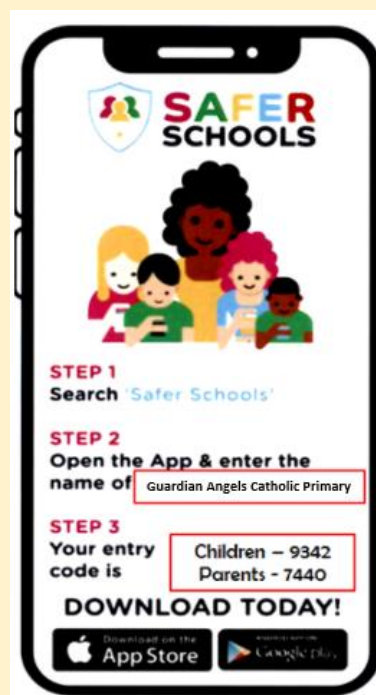 SAFER
SCHOOLS
STEP 1
Search 'Safer Schools'
STEP 2
Open the App & enter the
name of Guardian Angels Catholic Primary
STEP 3
Your entry
code is
Children – 9342
Parents - 7440
DOWNLOAD TODAY!
Download on the
App Store
Google play